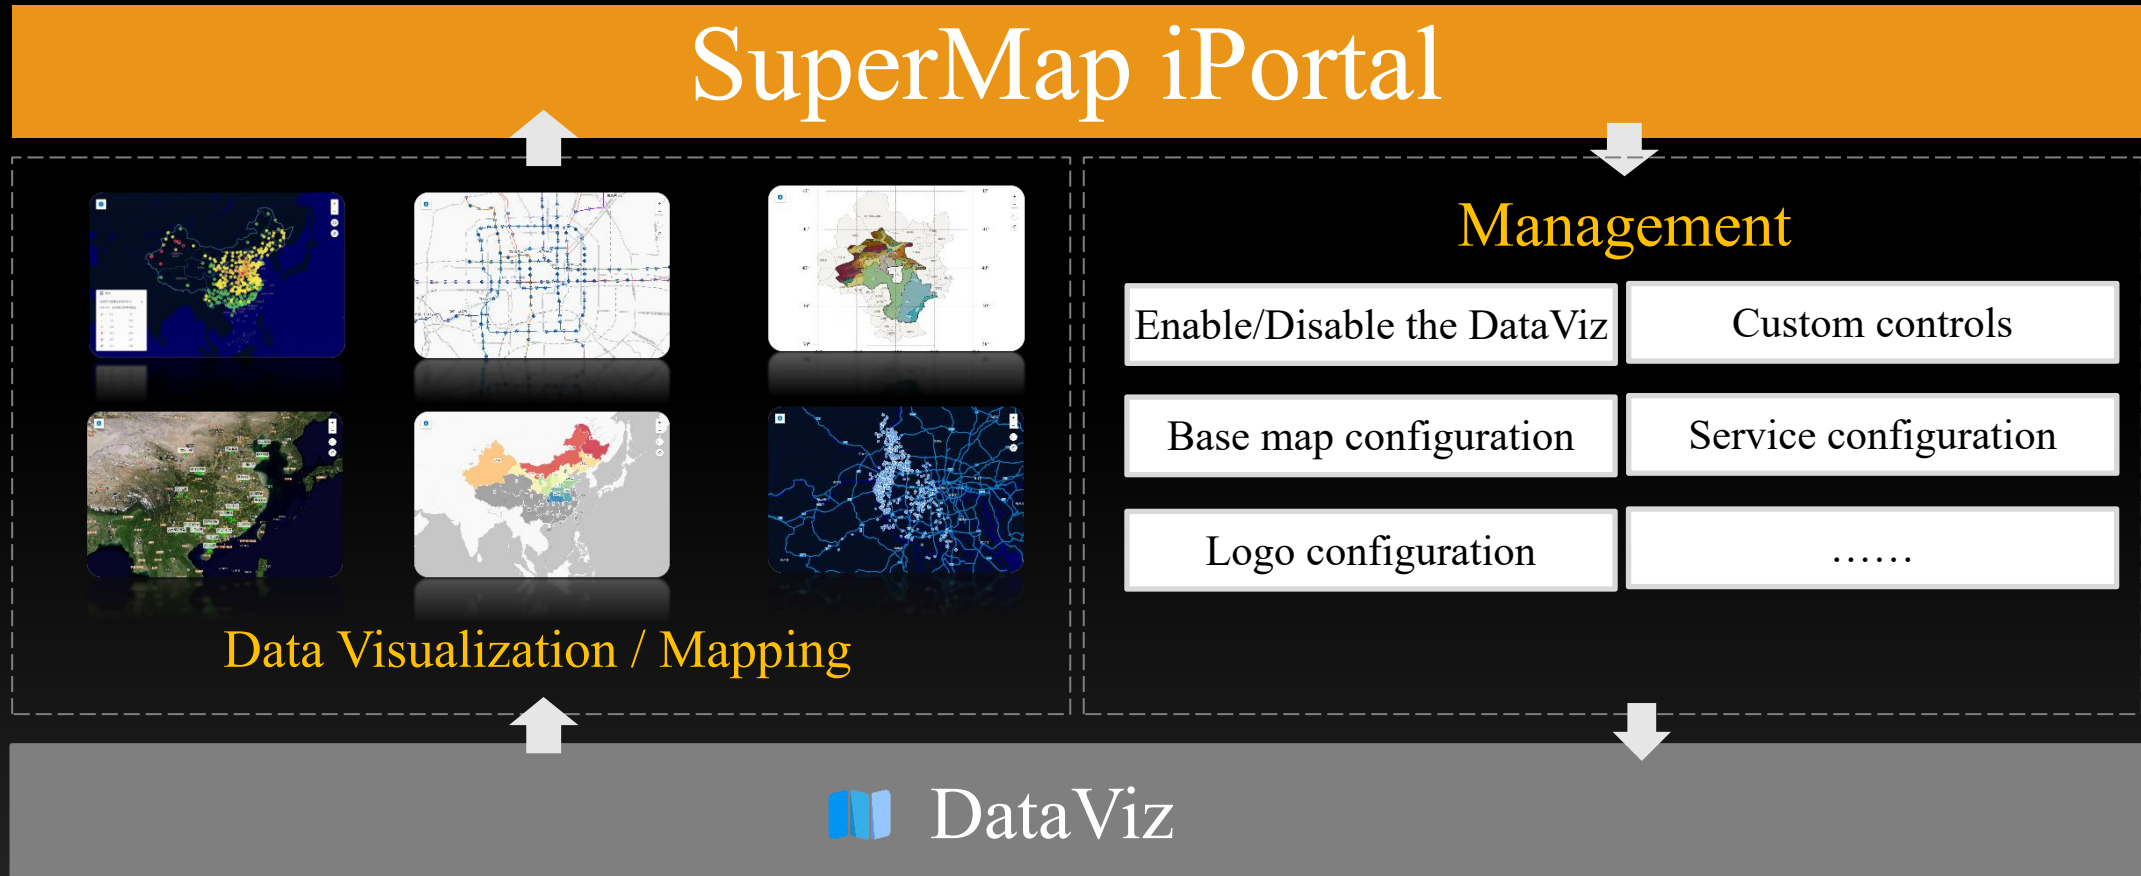 SuperMap iPortal
Data Visualization / Mapping
Management
Enable/Disable the DataViz
Custom controls
Base map configuration
Service configuration
Logo configuration
......
DataViz